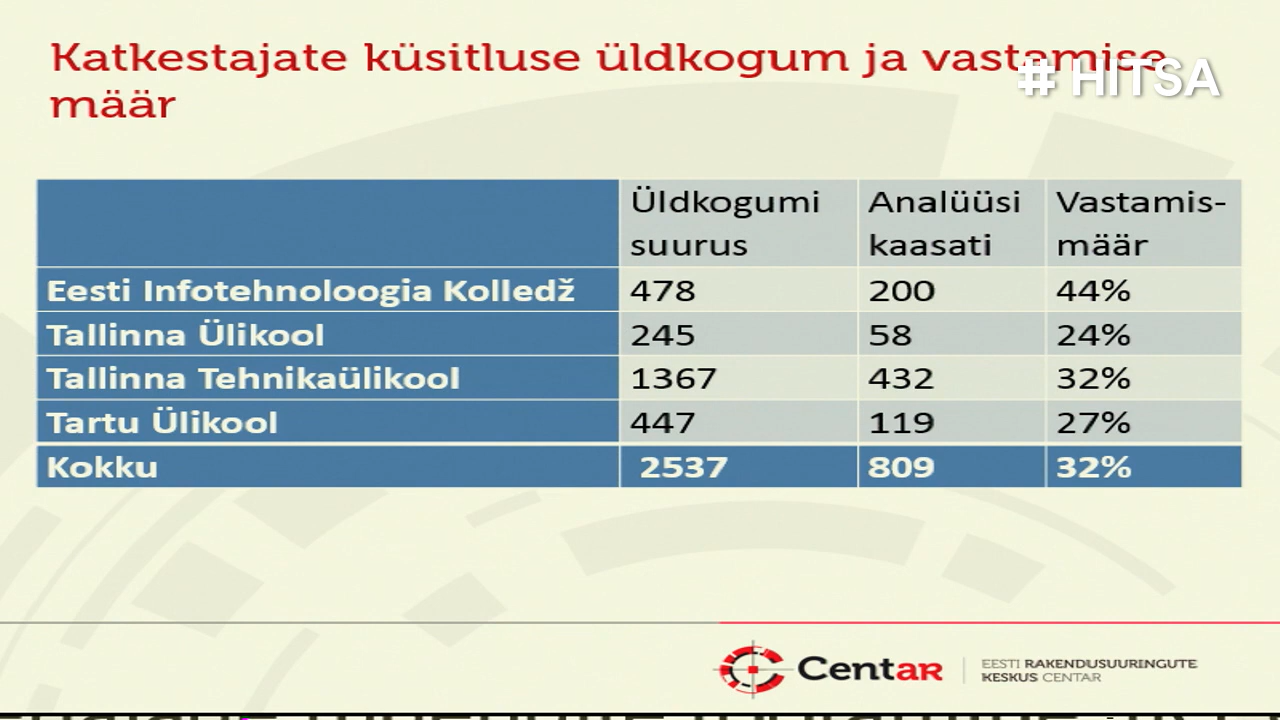 Katkestajate küsitluse üldkogum ja vastamise
määr
# HITSA
Üldkogumi suurus Analüüsi kaasati Vastamis-määr
Eesti Infotehnoloogia Kolledž 478 200 44%
Tallinna Ülikool 245 58 24%
Tallinna Tehnikaülikool 1367 432 32%
Tartu Ülikool 447 119 27%
Kokku 2537 809 32%
CentAR
EESTI RAKENDUSUURINGUTE
KESKUS CENTAR